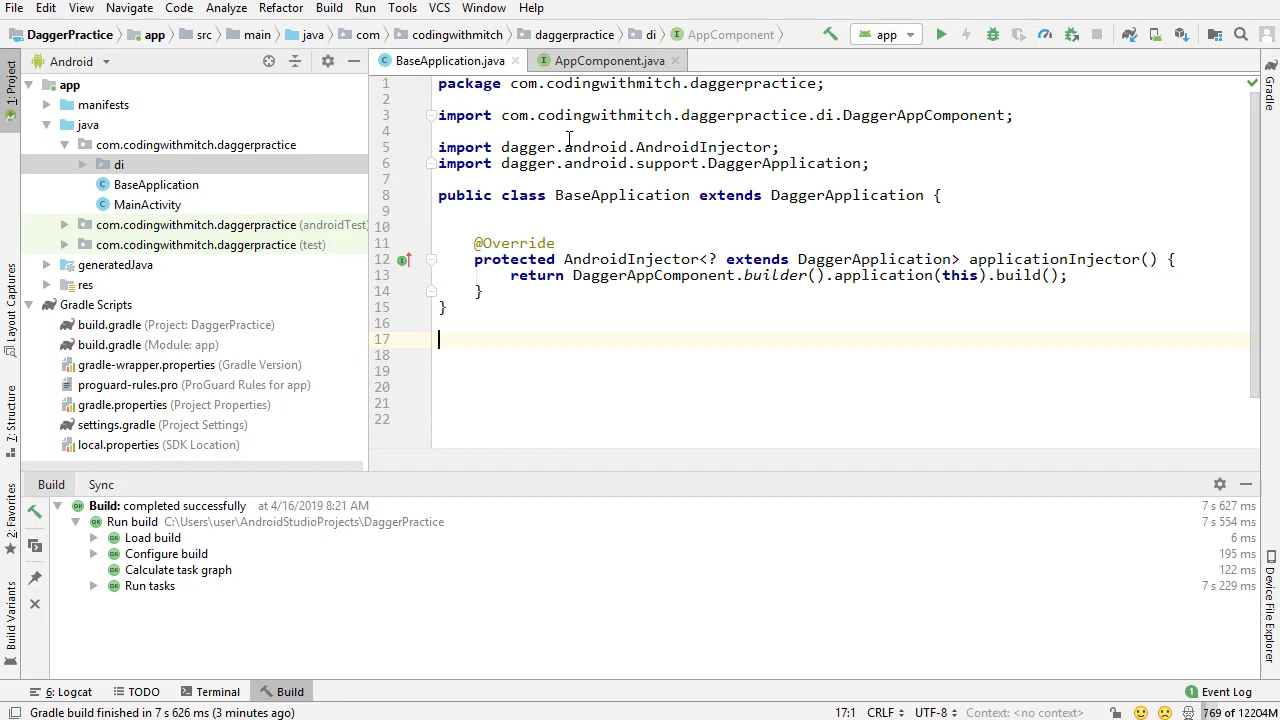 File Edit View Navigate Code Analyze Refactor Build Run Tools VCS Window Help
DaggerPractice app src main java com codingwithmitch daggerpractice di AppComponent app
1: Project
Android
BaseApplication.java AppComponent.java
Gradle
app
manifests
java
com.codingwithmitch.daggerpractice
di
BaseApplication
MainActivity
com.codingwithmitch.daggerpractice (androidTest)
com.codingwithmitch.daggerpractice (test)
generatedJava
res
Gradle Scripts
build.gradle (Project: DaggerPractice)
build.gradle (Module: app)
gradle-wrapper.properties (Gradle Version)
proguard-rules.pro (ProGuard Rules for app)
gradle.properties (Project Properties)
settings.gradle (Project Settings)
local.properties (SDK Location)
1 package com.codingwithmitch.daggerpractice;
2
3 import com.codingwithmitch.daggerpractice.di.DaggerAppComponent;
4
5 import dagger.android.AndroidInjector;
6 import dagger.android.support.DaggerApplication;
7
8 public class BaseApplication extends DaggerApplication {
9
10
11 @Override
12 protected AndroidInjector<? extends DaggerApplication> applicationInjector() {
13 return DaggerAppComponent.builder().application(this).build();
14 }
15 }
16
17
18
19
20
21
22
Layout Captures
7: Structure
2: Favorites
Build Variants
Device File Explorer
Build Sync
Build: completed successfully at 4/16/2019 8:21 AM 7 s 627 ms
Run build C:\Users\user\AndroidStudioProjects\DaggerPractice 7 s 554 ms
Load build 6 ms
Configure build 195 ms
Calculate task graph 122 ms
Run tasks 7 s 229 ms
6: Logcat TODO Terminal Build 1 Event Log
Gradle build finished in 7 s 626 ms (3 minutes ago) 17:1 CRLF UTF-8 Context: <no context> 769 of 12204M